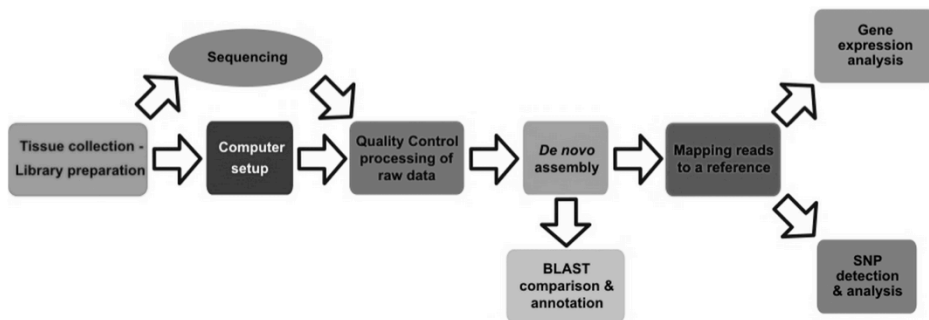 Sequencing
Tissue collection -
Library preparation
Computer
setup
Quality Control
processing of
raw data
De novo
assembly
Mapping reads
to a reference
Gene
expression
analysis
BLAST
comparison &
annotation
SNP
detection
& analysis